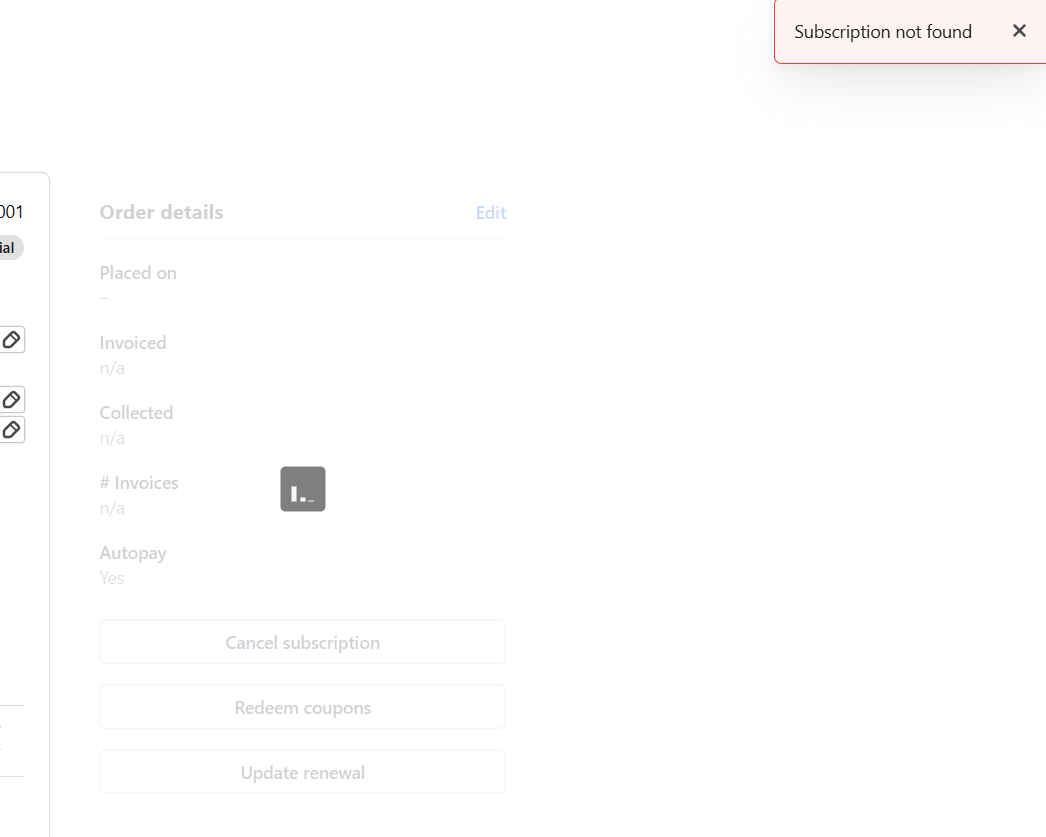 Subscription not found
001
ial
Order details
Edit
Placed on
–
Invoiced
n/a
Collected
n/a
# Invoices
n/a
Autopay
Yes
Cancel subscription
Redeem coupons
Update renewal